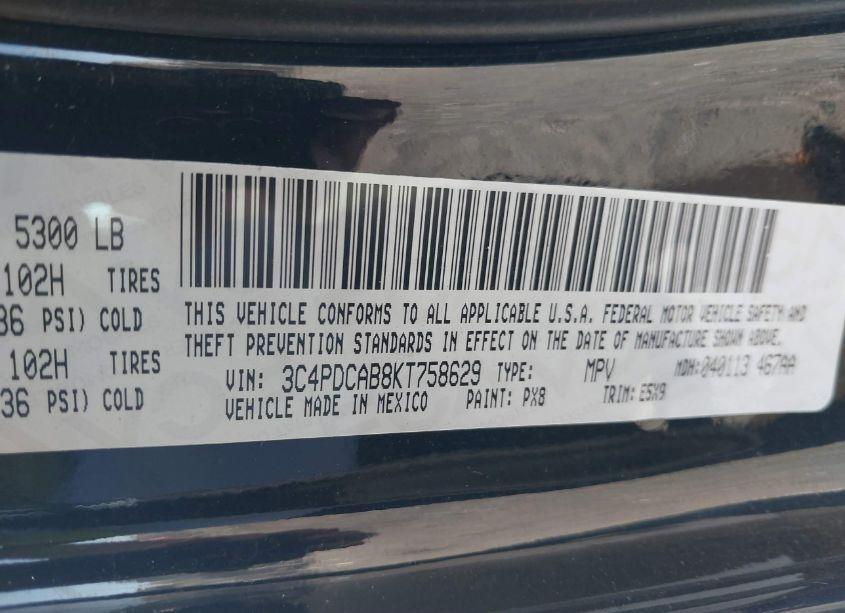 5300 LB
102H TIRES
36 PSI) COLD
102H TIRES
36 PSI) COLD
THIS VEHICLE CONFORMS TO ALL APPLICABLE U.S.A. FEDERAL MOTOR VEHICLE SAFETY AND
THEFT PREVENTION STANDARDS IN EFFECT ON THE DATE OF MANUFACTURE SHOWN ABOVE.
VIN: 3C4PDCAB8KT758629 TYPE: MPV MDH: 040113 467AA
VEHICLE MADE IN MEXICO PAINT: PX8 TRIM: E5X9